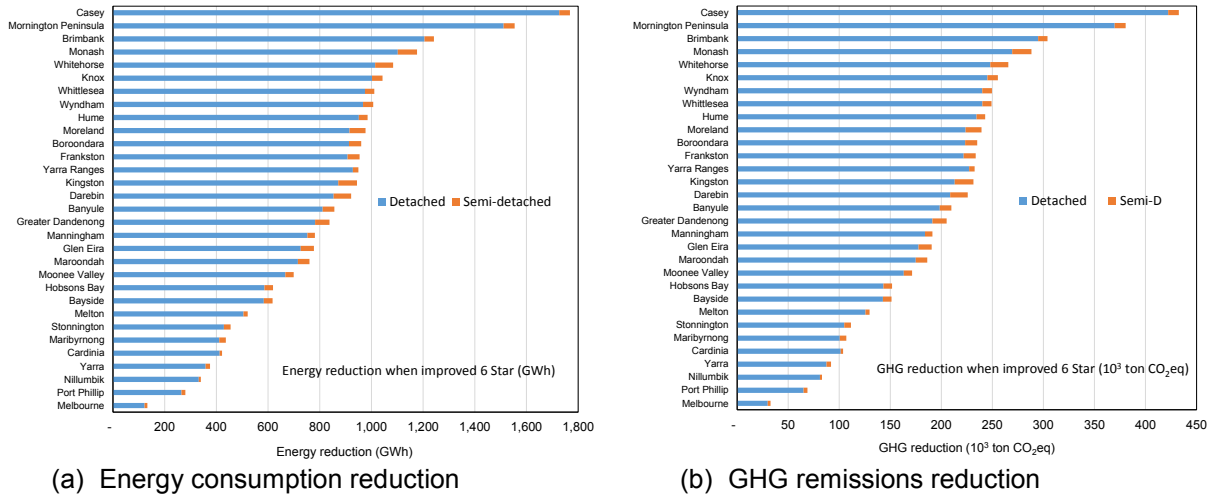 Casey
Mornington Peninsula
Brimbank
Monash
Whitehorse
Knox
Whittlesea
Wyndham
Hume
Moreland
Boroondara
Frankston
Yarra Ranges
Kingston
Darebin
Banyule
Greater Dandenong
Manningham
Glen Eira
Maroondah
Moonee Valley
Hobsons Bay
Bayside
Melton
Stonnington
Maribyrnong
Cardinia
Yarra
Nillumbik
Port Phillip
Melbourne
Detached Semi-detached
Energy reduction when improved 6 Star (GWh)
- 200 400 600 800 1,000 1,200 1,400 1,600 1,800
Energy reduction (GWh)
(a) Energy consumption reduction
Casey
Mornington Peninsula
Brimbank
Monash
Whitehorse
Knox
Wyndham
Whittlesea
Hume
Moreland
Boroondara
Frankston
Yarra Ranges
Kingston
Darebin
Banyule
Greater Dandenong
Manningham
Glen Eira
Maroondah
Moonee Valley
Hobsons Bay
Bayside
Melton
Stonnington
Maribyrnong
Cardinia
Yarra
Nillumbik
Port Phillip
Melbourne
Detached Semi-D
GHG reduction when improved 6 Star (10³ ton CO₂eq)
- 50 100 150 200 250 300 350 400 450
GHG reduction (10³ ton CO₂eq)
(b) GHG remissions reduction